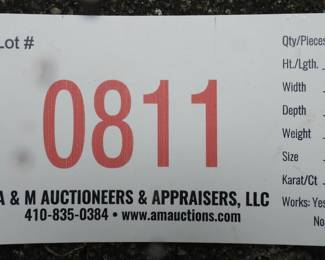 Lot #
0811
A & M AUCTIONEERS & APPRAISERS, LLC
410-835-0384 • www.amauctions.com
Qty/Pieces
Ht./Lgth.
Width
Depth
Weight
Size
Karat/Ct
Works: Yes
No